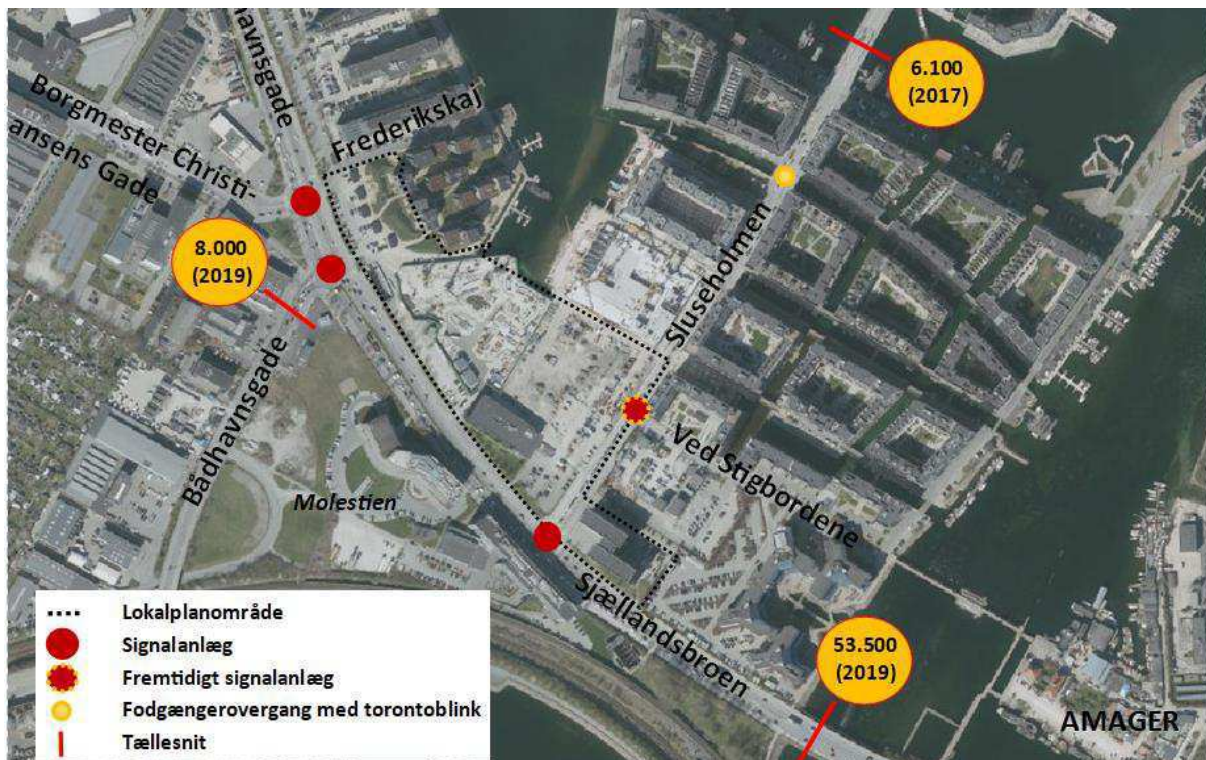 havnsgade
Borgmester Christi-
ansens Gade
Frederikskaj
6.100
(2017)
8.000
(2019)
Sluseholmen
Bådhavnsgade
Ved Stigbordene
Molestien
Sjællandsbroen
53.500
(2019)
AMAGER
Lokalplanområde
Signalanlæg
Fremtidigt signalanlæg
Fodgængerovergang med torontoblink
Tællesnit